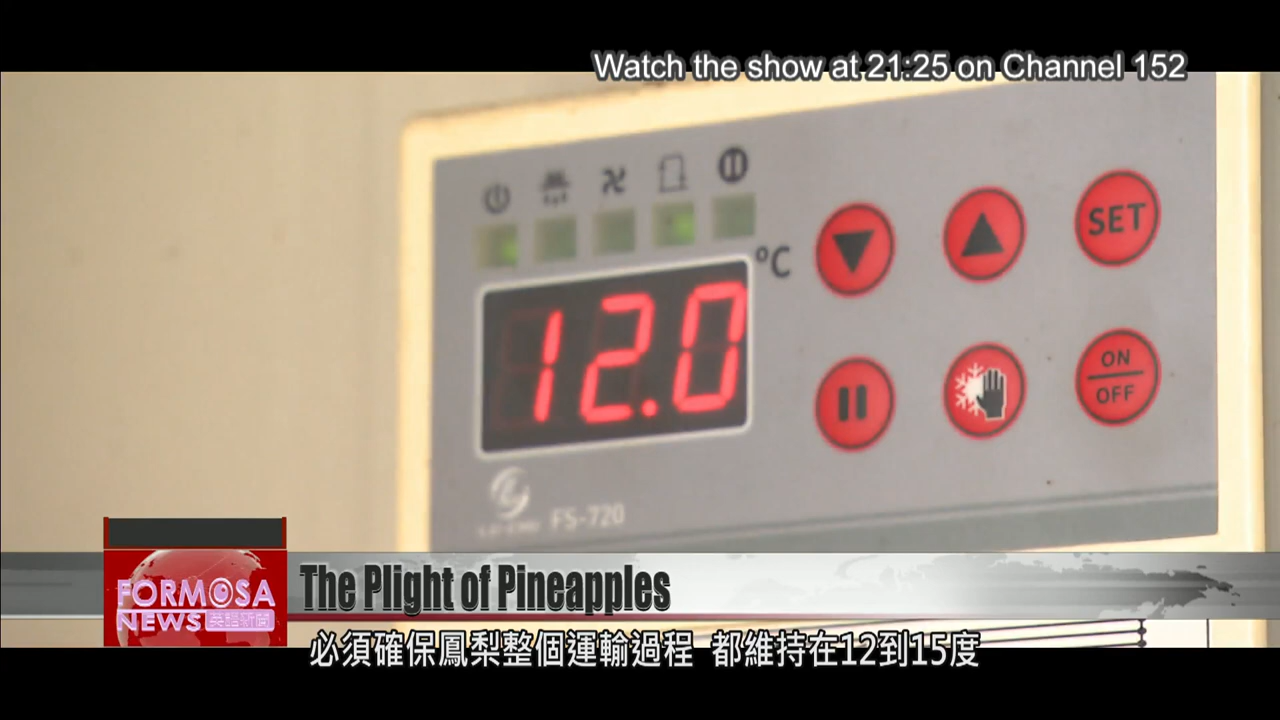 Watch the show at 21:25 on Channel 152
°C
SET
12.0
ON
OFF
FS-720
FORMOSA
NEWS 英語新聞
The Plight of Pineapples
必須確保鳳梨整個運輸過程 都維持在12到15度